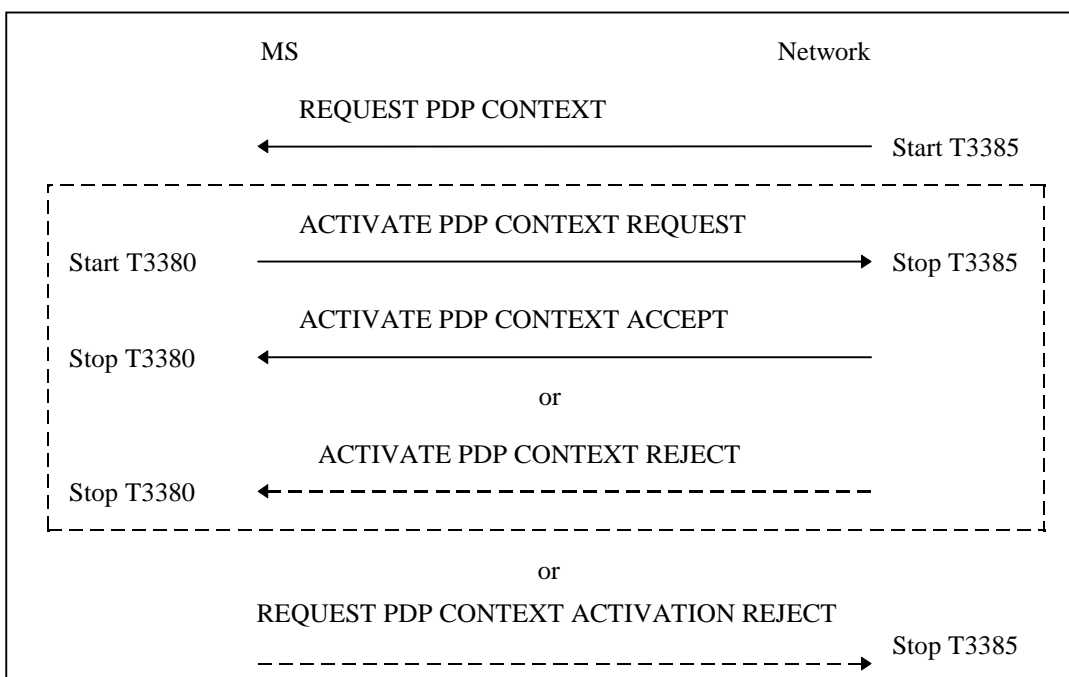 MS Network
REQUEST PDP CONTEXT
Start T3385
ACTIVATE PDP CONTEXT REQUEST
Start T3380 Stop T3385
ACTIVATE PDP CONTEXT ACCEPT
Stop T3380
or
ACTIVATE PDP CONTEXT REJECT
Stop T3380
or
REQUEST PDP CONTEXT ACTIVATION REJECT
Stop T3385